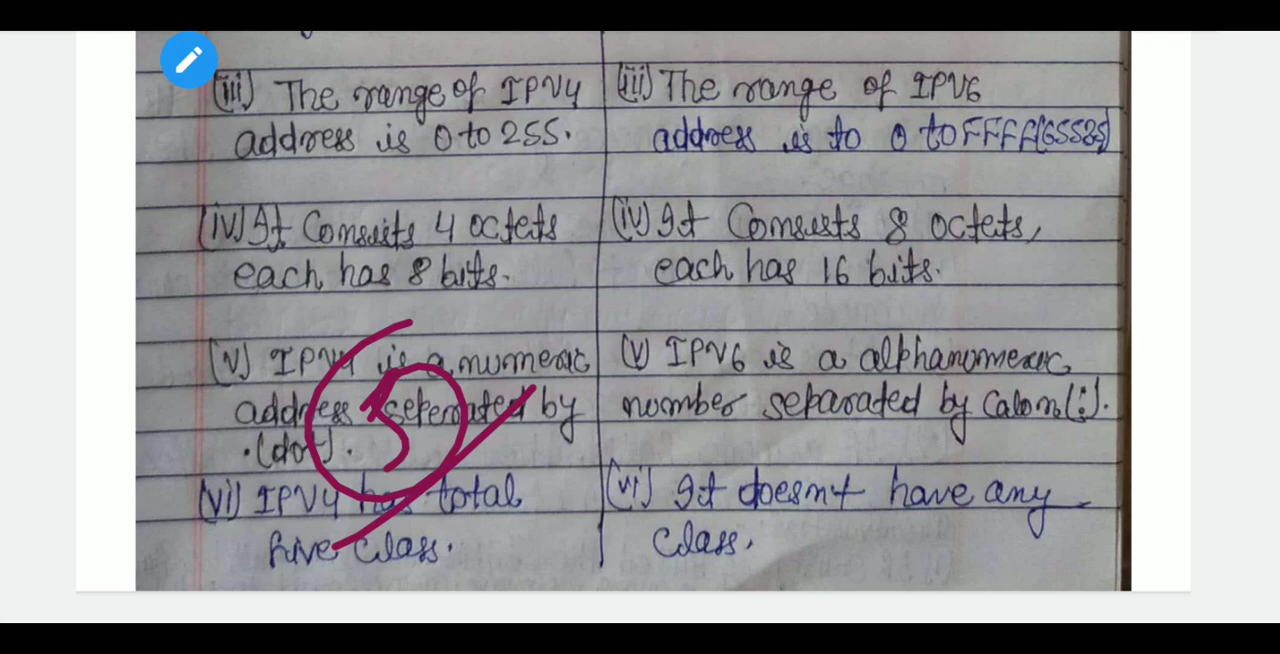 (iii) The range of IPV4
address is 0 to 255.
(iv) It Consists 4 octets
each has 8 bits.
(v) IPV4 is a numeric
address seperated by
.(dot).
(vi) IPV4 has total
five class.
5
(iii) The range of IPV6
address is to 0 to FFFF(65535)
(iv) It Consists 8 octets,
each has 16 bits.
(v) IPV6 is a alphanumeric
number separated by Colon(:).
(vi) It doesn't have any
class.